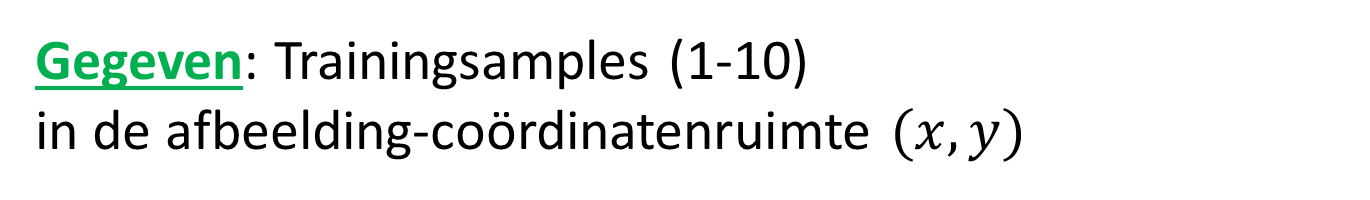 Gegeven: Trainingsamples (1-10)
in de afbeelding-coördinatenruimte (x, y)